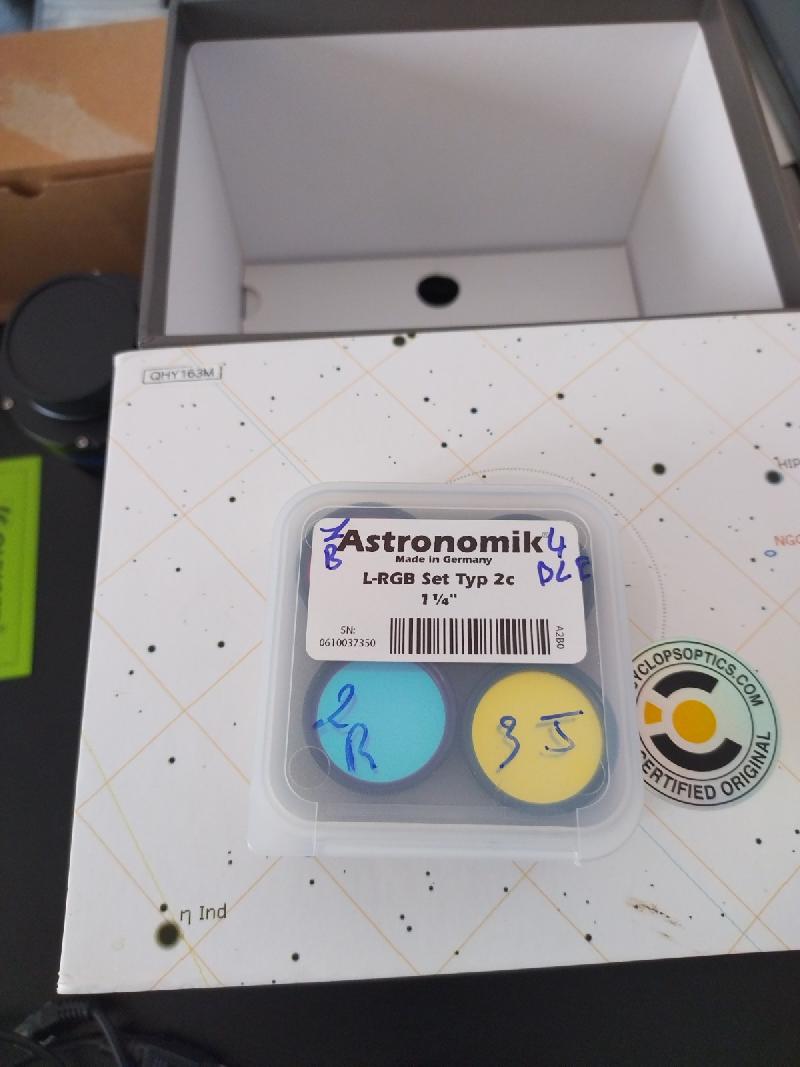 QHY163M
HIP
NGC
1 4
B BLE
Astronomik
Made in Germany
L-RGB Set Typ 2c
1 ¼"
SN:
0610037350
A2B0
2 3 J
R
CYCLOPSOPTICS.COM
CERTIFIED ORIGINAL
η Ind